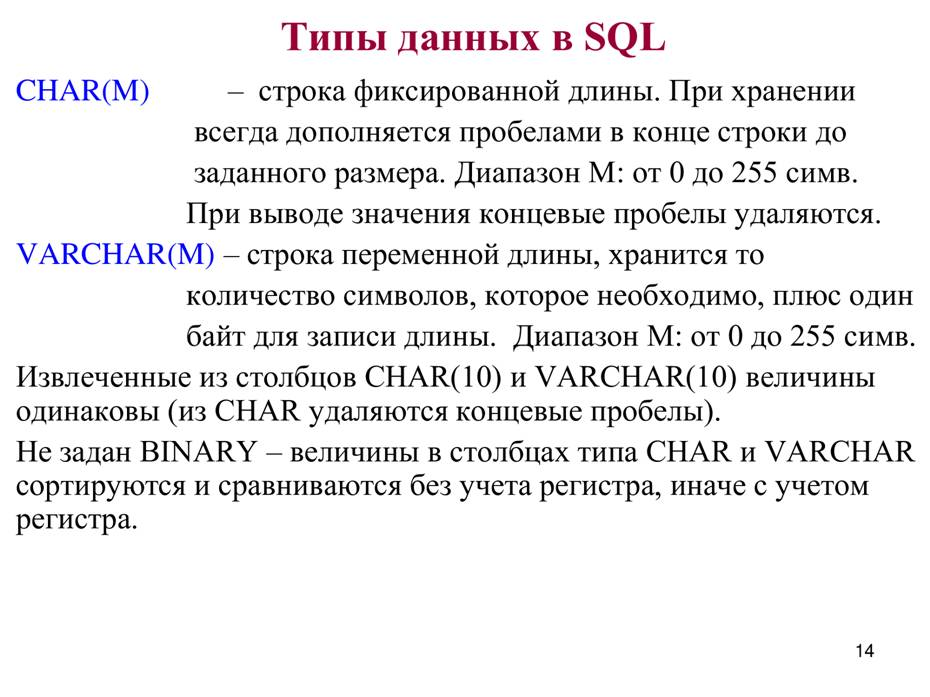 Типы данных в SQL
CHAR(M) – строка фиксированной длины. При хранении
всегда дополняется пробелами в конце строки до
заданного размера. Диапазон М: от 0 до 255 симв.
При выводе значения концевые пробелы удаляются.
VARCHAR(M) – строка переменной длины, хранится то
количество символов, которое необходимо, плюс один
байт для записи длины. Диапазон М: от 0 до 255 симв.
Извлеченные из столбцов CHAR(10) и VARCHAR(10) величины
одинаковы (из CHAR удаляются концевые пробелы).
Не задан BINARY – величины в столбцах типа CHAR и VARCHAR
сортируются и сравниваются без учета регистра, иначе с учетом
регистра.
14